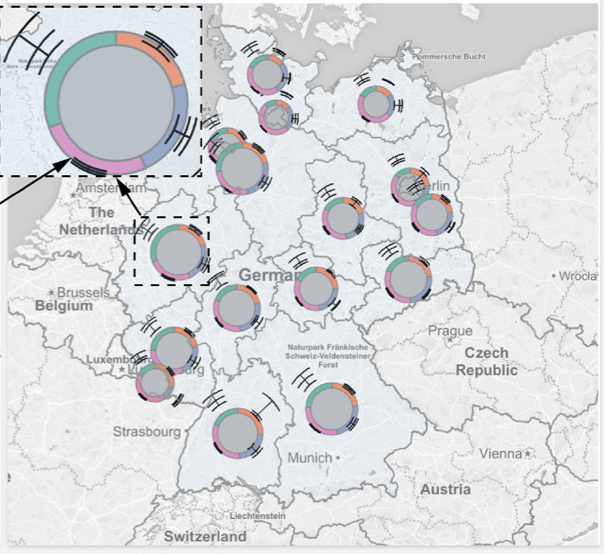 Pommersche Bucht
Amsterdam
erlin
The
Netherlands
German
Wrocła
Brussels
Belgium
Prague
Naturpark Fränkische
Schweiz-Veldensteiner
Forst
Czech
Republic
Luxembourg
Strasbourg
Munich
Vienna
Austria
Liechtenstein
Switzerland